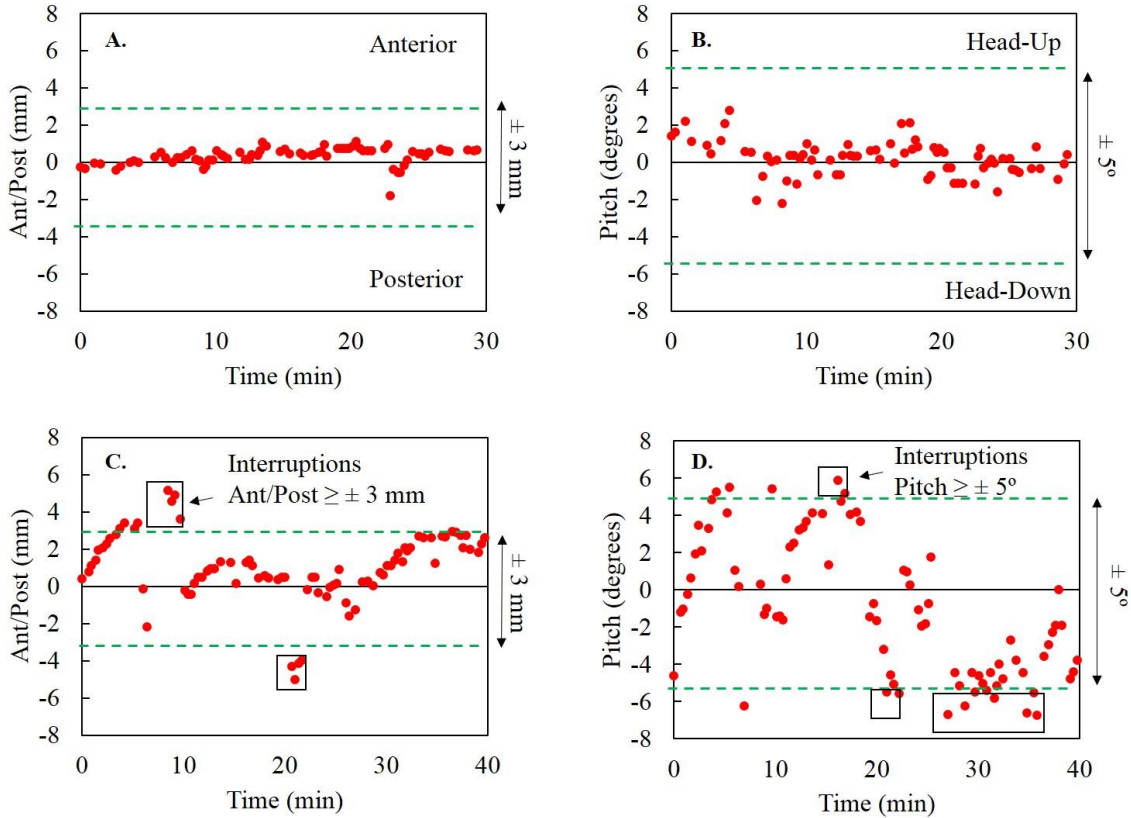 A.
Anterior
Posterior
Ant/Post (mm)
8
6
4
2
0
-2
-4
-6
-8
0
10
20
30
Time (min)
± 3 mm
B.
Head-Up
Head-Down
Pitch (degrees)
8
6
4
2
0
-2
-4
-6
-8
0
10
20
30
Time (min)
± 5º
C.
Interruptions
Ant/Post ≥ ± 3 mm
Ant/Post (mm)
8
6
4
2
0
-2
-4
-6
-8
0
10
20
30
40
Time (min)
± 3 mm
D.
Interruptions
Pitch ≥ ± 5º
Pitch (degrees)
8
6
4
2
0
-2
-4
-6
-8
0
10
20
30
40
Time (min)
± 5º